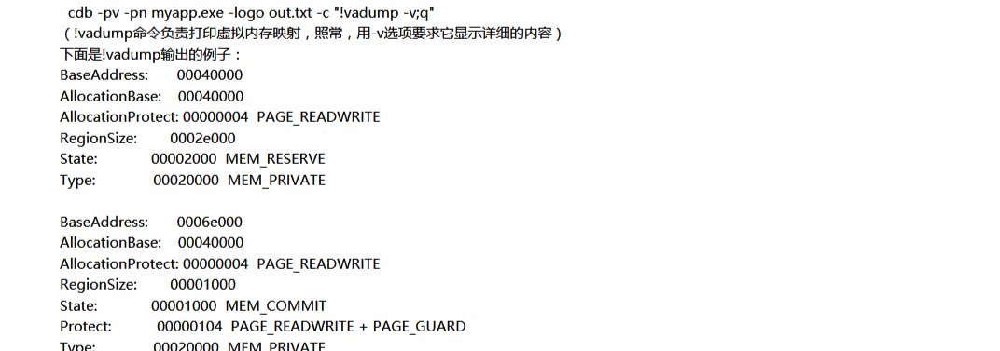 cdb -pv -pn myapp.exe -logo out.txt -c "!vadump -v;q"
（!vadump命令负责打印虚拟内存映射，照常，用-v选项要求它显示详细的内容）
下面是!vadump输出的例子：
BaseAddress: 00040000
AllocationBase: 00040000
AllocationProtect: 00000004 PAGE_READWRITE
RegionSize: 0002e000
State: 00002000 MEM_RESERVE
Type: 00020000 MEM_PRIVATE
BaseAddress: 0006e000
AllocationBase: 00040000
AllocationProtect: 00000004 PAGE_READWRITE
RegionSize: 00001000
State: 00001000 MEM_COMMIT
Protect: 00000104 PAGE_READWRITE + PAGE_GUARD
Type: 00020000 MEM_PRIVATE